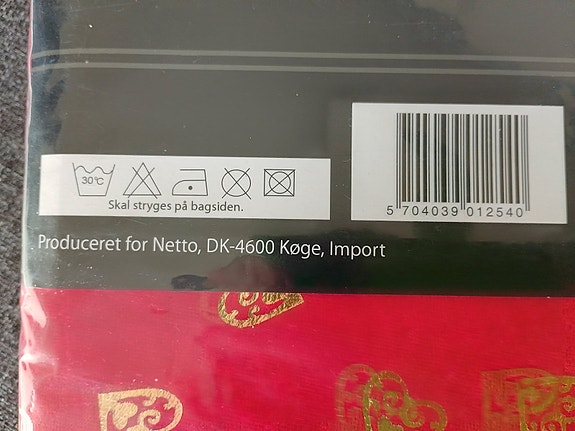 30°C
Skal stryges på bagsiden.
5 704039 012540
Produceret for Netto, DK-4600 Køge, Import